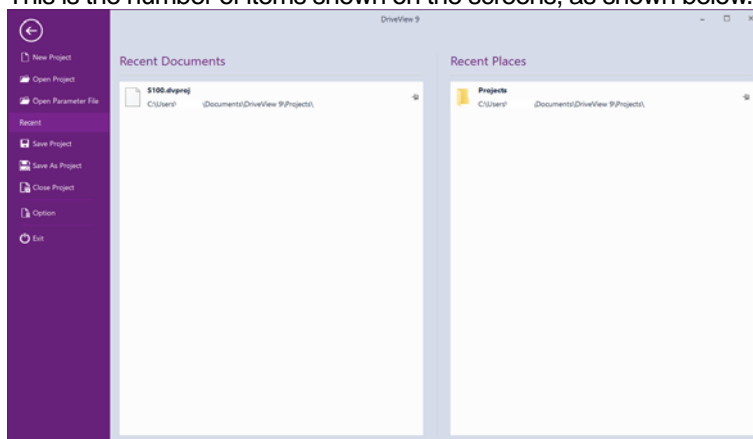 This is the number of items shown on the screens, as shown below.
DriveView 9
New Project
Open Project
Open Parameter File
Recent
Save Project
Save As Project
Close Project
Option
Exit
Recent Documents
S100.dvproj
C:\Users\ \Documents\DriveView 9\Projects\
Recent Places
Projects
C:\Users\ \Documents\DriveView 9\Projects\